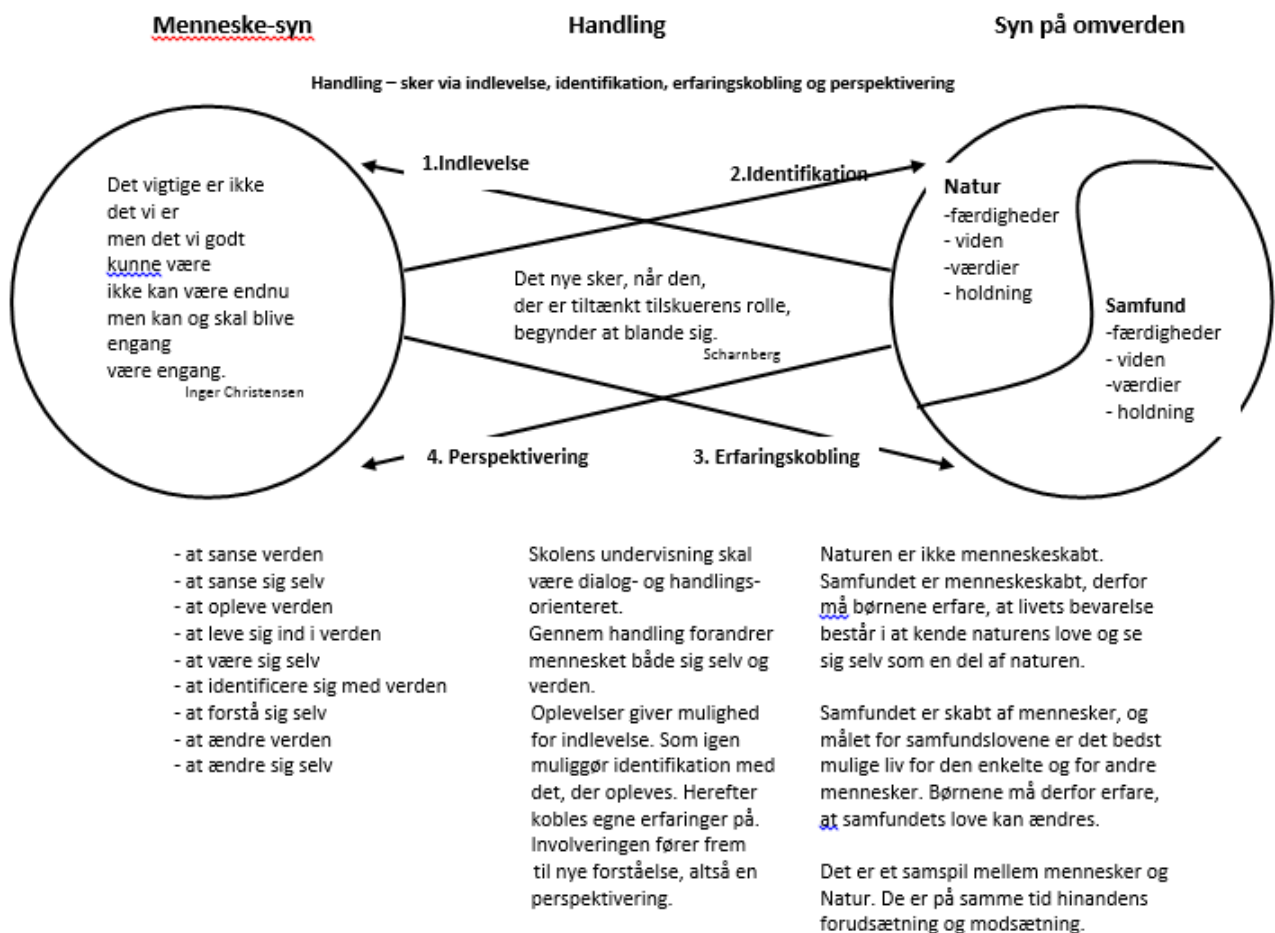 Menneske-syn
Handling
Syn på omverden
Handling – sker via indlevelse, identifikation, erfaringskobling og perspektivering
Det vigtige er ikke
det vi er
men det vi godt
kunne være
ikke kan være endnu
men kan og skal blive
engang
være engang.
Inger Christensen
1.Indlevelse
2.Identifikation
Det nye sker, når den,
der er tiltænkt tilskuerens rolle,
begynder at blande sig.
Scharnberg
4. Perspektivering
3. Erfaringskobling
Natur
-færdigheder
- viden
-værdier
- holdning
Samfund
-færdigheder
- viden
-værdier
- holdning
- at sanse verden
- at sanse sig selv
- at opleve verden
- at leve sig ind i verden
- at være sig selv
- at identificere sig med verden
- at forstå sig selv
- at ændre verden
- at ændre sig selv
Skolens undervisning skal
være dialog- og handlings-
orienteret.
Gennem handling forandrer
mennesket både sig selv og
verden.
Oplevelser giver mulighed
for indlevelse. Som igen
muliggør identifikation med
det, der opleves. Herefter
kobles egne erfaringer på.
Involveringen fører frem
til nye forståelse, altså en
perspektivering.
Naturen er ikke menneskeskabt.
Samfundet er menneskeskabt, derfor
må børnene erfare, at livets bevarelse
består i at kende naturens love og se
sig selv som en del af naturen.
Samfundet er skabt af mennesker, og
målet for samfundslovene er det bedst
mulige liv for den enkelte og for andre
mennesker. Børnene må derfor erfare,
at samfundets love kan ændres.
Det er et samspil mellem mennesker og
Natur. De er på samme tid hinandens
forudsætning og modsætning.